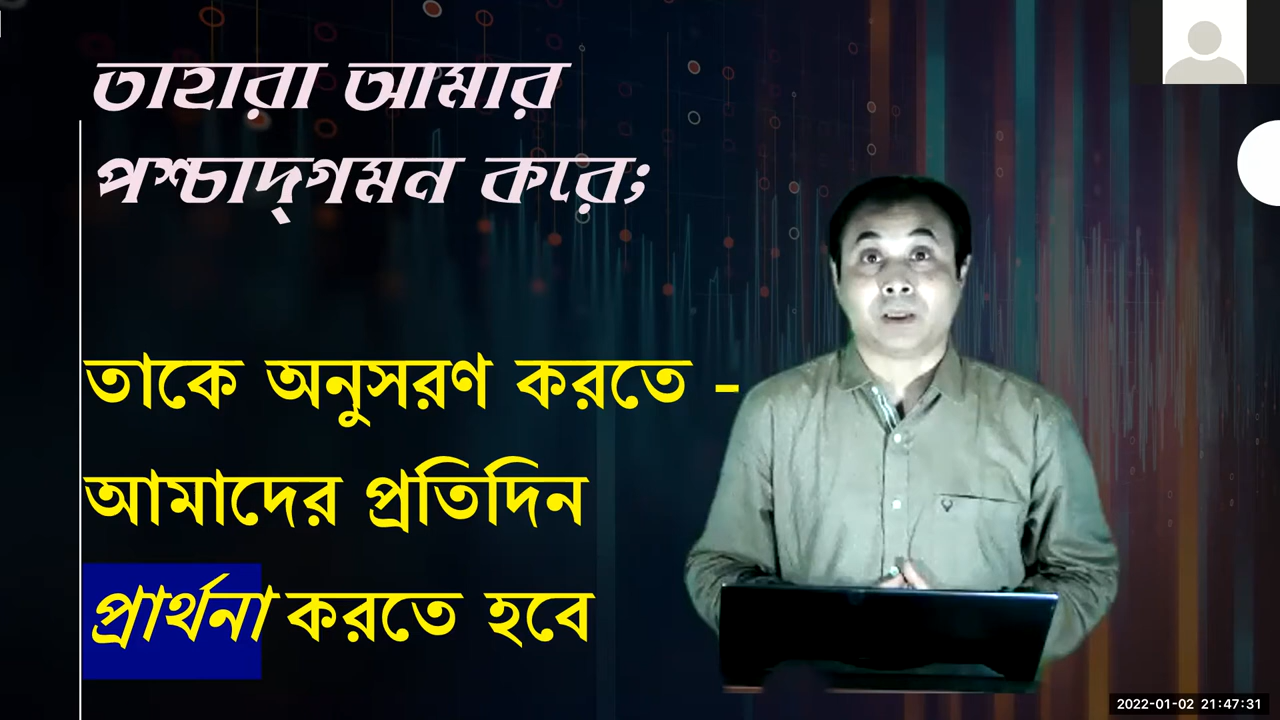 তাহারা আমার
পশ্চাদ্‌গমন করে;
তাকে অনুসরণ করতে -
আমাদের প্রতিদিন
প্রার্থনা করতে হবে
2022-01-02 21:47:31